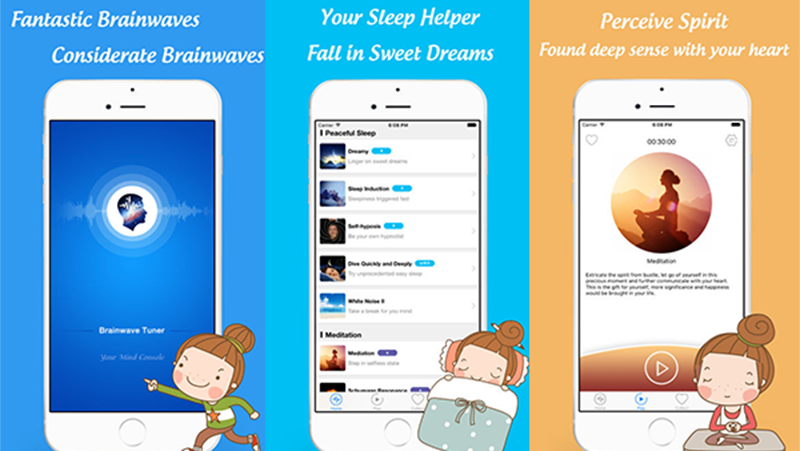 Fantastic Brainwaves
Considerate Brainwaves
Brainwave Tuner
Your Mind Console
Your Sleep Helper
Fall in Sweet Dreams
Carrier 6:08 PM
Peaceful Sleep
Dreamy
Linger on sweet dreams
Sleep Induction
Sleepiness triggered fast
Self-hyposis
Be your own hypnotist
Dive Quickly and Deeply
Try unprecedented easy sleep
White Noise II
Take a break for you mind
Meditation
Mediation
Step in selfless state
Schumann Resonance
Home
Play
Perceive Spirit
Found deep sense with your heart
Carrier 6:08 PM
00:30:00
Meditation
Extricate the spirit from bustle, let go of yourself in this
precious moment and further communicate with your heart.
This is the gift for yourself, more significance and happiness
would be brought in your life.
Home
Play